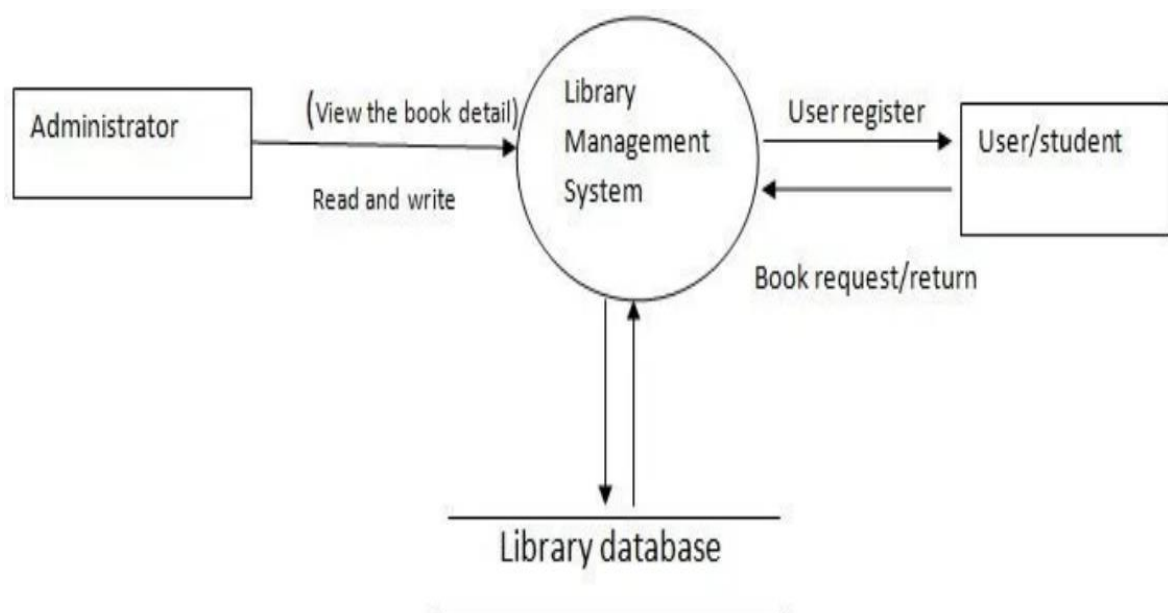 Administrator
(View the book detail)
Read and write
Library
Management
System
User register
User/student
Book request/return
Library database